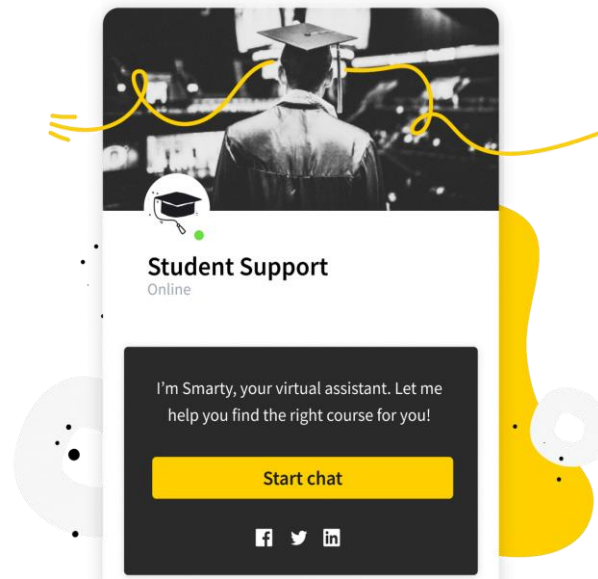 Student Support
Online
I'm Smarty, your virtual assistant. Let me
help you find the right course for you!
Start chat